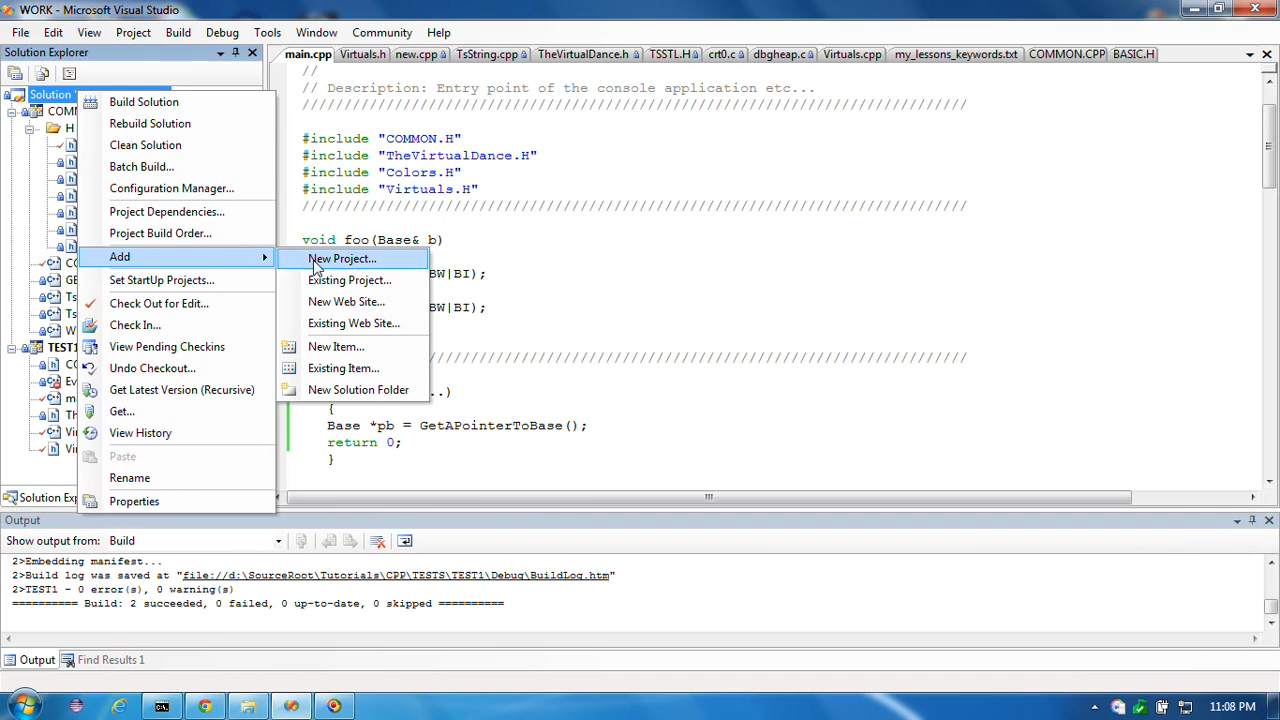 WORK - Microsoft Visual Studio
File Edit View Project Build Debug Tools Window Community Help
Solution Explorer
main.cpp Virtuals.h new.cpp TsString.cpp TheVirtualDance.h TSSTL.H crt0.c dbgheap.c Virtuals.cpp my_lessons_keywords.txt COMMON.CPP BASIC.H
Solution
COMM
H
TEST1
Build Solution
Rebuild Solution
Clean Solution
Batch Build...
Configuration Manager...
Project Dependencies...
Project Build Order...
Add
Set StartUp Projects...
Check Out for Edit...
Check In...
View Pending Checkins
Undo Checkout...
Get Latest Version (Recursive)
Get...
View History
Paste
Rename
Properties
New Project...
Existing Project...
New Web Site...
Existing Web Site...
New Item...
Existing Item...
New Solution Folder
//
// Description: Entry point of the console application etc...
///////////////////////////////////////////////////////////////////////////////
#include "COMMON.H"
#include "TheVirtualDance.H"
#include "Colors.H"
#include "Virtuals.H"
///////////////////////////////////////////////////////////////////////////////
void foo(Base& b)
BW|BI);
BW|BI);
///////////////////////////////////////////////////////////////
..)
{
Base *pb = GetAPointerToBase();
return 0;
}
Solution Exp
Output
Show output from: Build
2>Embedding manifest...
2>Build log was saved at "file://d:\SourceRoot\Tutorials\CPP\TESTS\TEST1\Debug\BuildLog.htm"
2>TEST1 - 0 error(s), 0 warning(s)
========== Build: 2 succeeded, 0 failed, 0 up-to-date, 0 skipped ==========
Output Find Results 1
11:08 PM